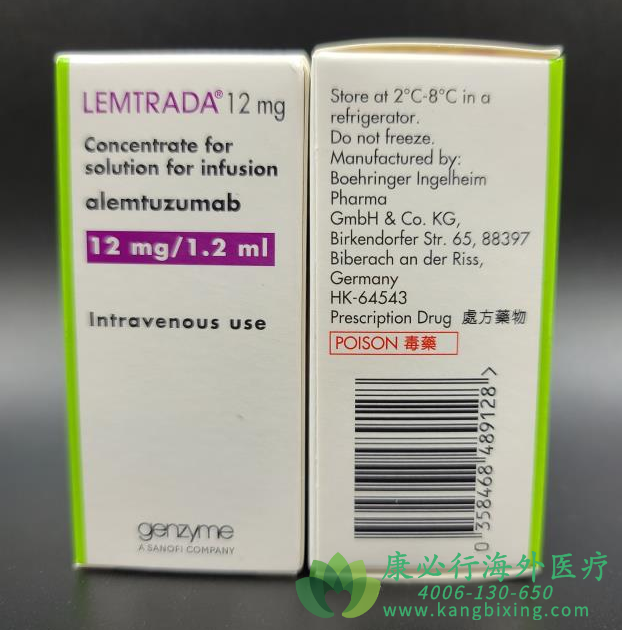 LEMTRADA® 12 mg
Concentrate for
solution for infusion
alemtuzumab
12 mg/1.2 ml
Intravenous use
genzyme
A SANOFI COMPANY
Store at 2°C-8°C in a
refrigerator.
Do not freeze.
Manufactured by:
Boehringer Ingelheim
Pharma
GmbH & Co. KG,
Birkendorfer Str. 65, 88397
Biberach an der Riss,
Germany
HK-64543
Prescription Drug 處方藥物
POISON 毒藥
0 358468 489128 >
康必行海外医疗
4006-130-650
www.kangbixing.com